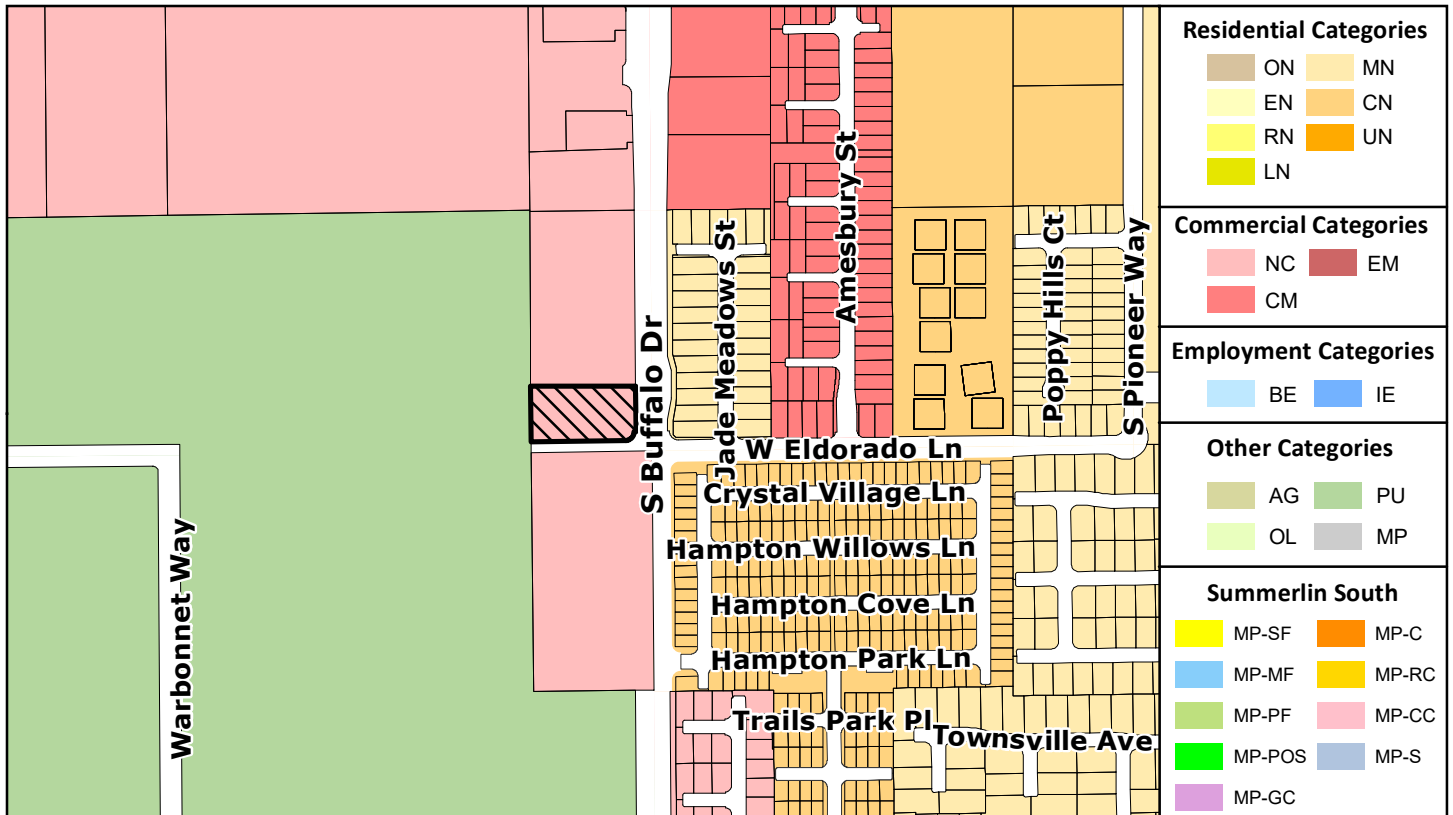 Amesbury St
Poppy Hills Ct
S Pioneer Way
Jade Meadows St
S Buffalo Dr
W Eldorado Ln
Crystal Village Ln
Hampton Willows Ln
Hampton Cove Ln
Hampton Park Ln
Trails Park Pl
Townsville Ave
Warbonnet Way
Residential Categories
ON MN
EN CN
RN UN
LN
Commercial Categories
NC EM
CM
Employment Categories
BE IE
Other Categories
AG PU
OL MP
Summerlin South
MP-SF MP-C
MP-MF MP-RC
MP-PF MP-CC
MP-POS MP-S
MP-GC